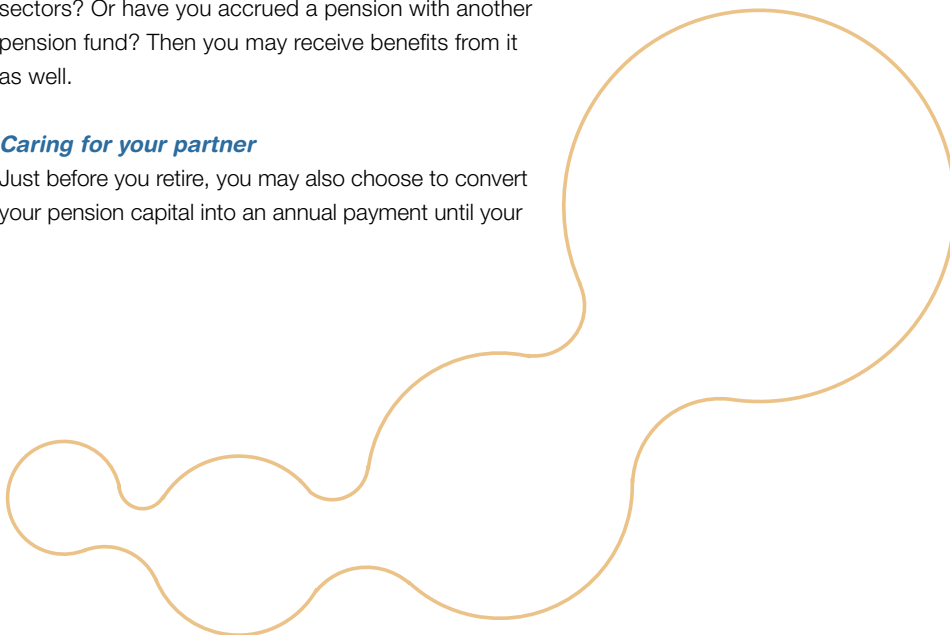 sectors? Or have you accrued a pension with another
pension fund? Then you may receive benefits from it
as well.
Caring for your partner
Just before you retire, you may also choose to convert
your pension capital into an annual payment until your